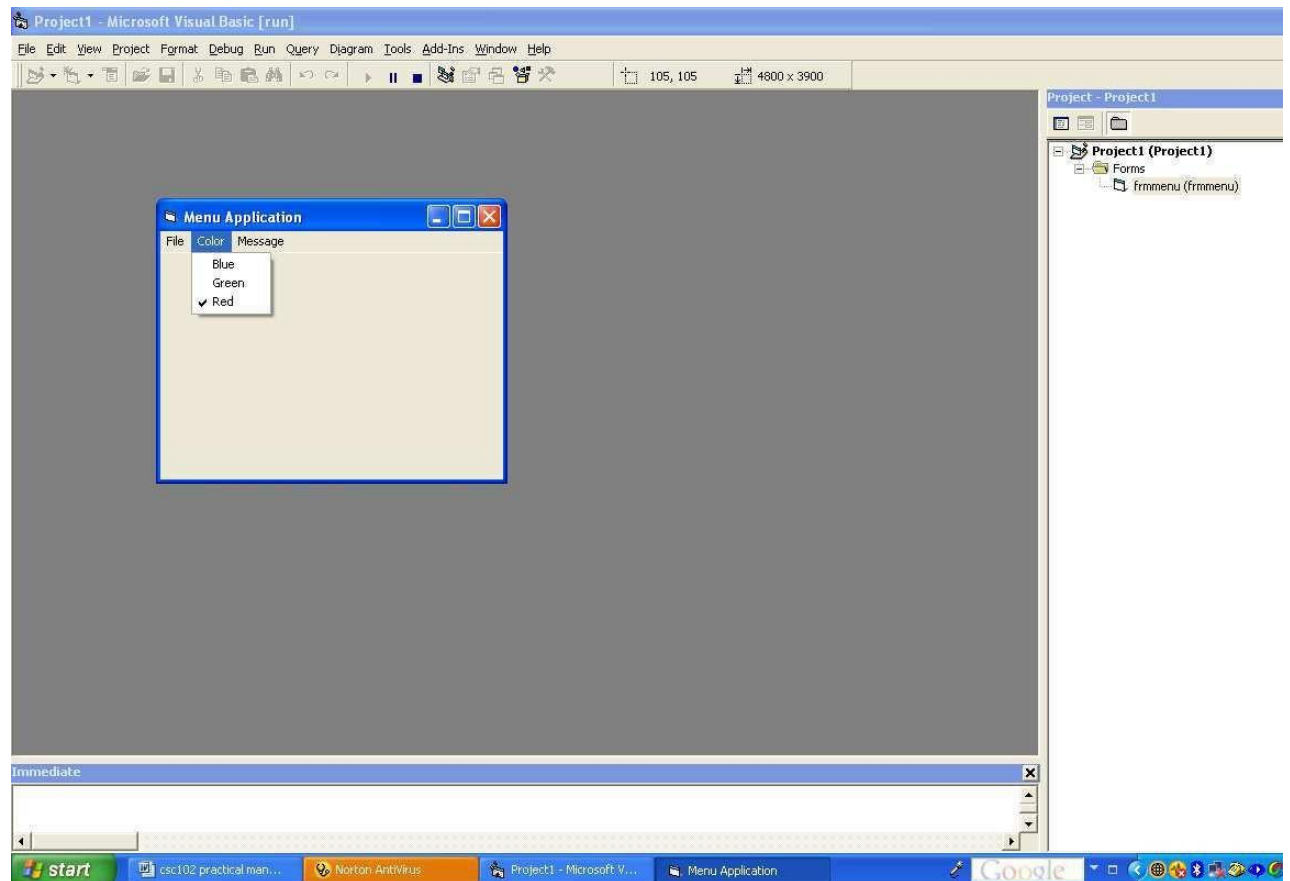 Project1 - Microsoft Visual Basic [run]
File Edit View Project Format Debug Run Query Diagram Tools Add-Ins Window Help
105, 105 4800 x 3900
Project - Project1
Project1 (Project1)
Forms
frmmenu (frmmenu)
Menu Application
File Color Message
Blue
Green
Red
Immediate
start csc102 practical man... Norton AntiVirus Project1 - Microsoft V... Menu Application Google